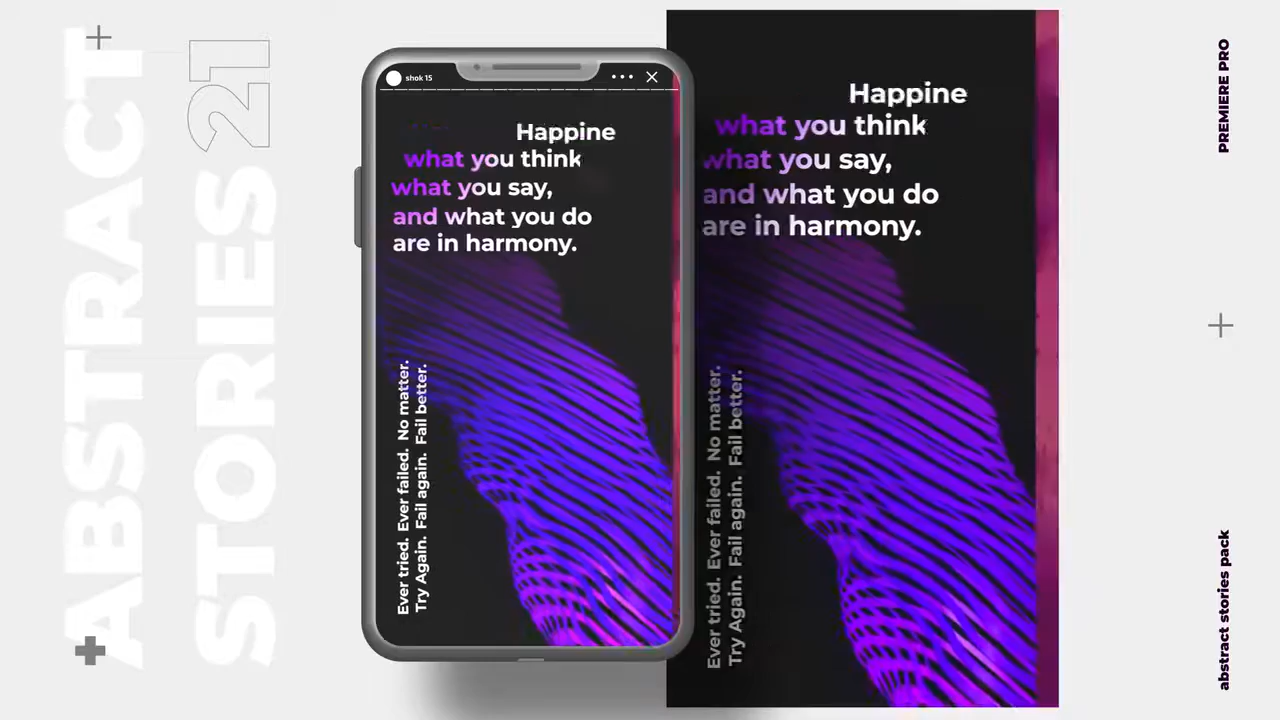 ABSTRACT
STORIES 21
shok 15
Happine
what you think
what you say,
and what you do
are in harmony.
Ever tried. Ever failed. No matter.
Try Again. Fail again. Fail better.
Happine
what you think
what you say,
and what you do
are in harmony.
Ever tried. Ever failed. No matter.
Try Again. Fail again. Fail better.
PREMIERE PRO
abstract stories pack